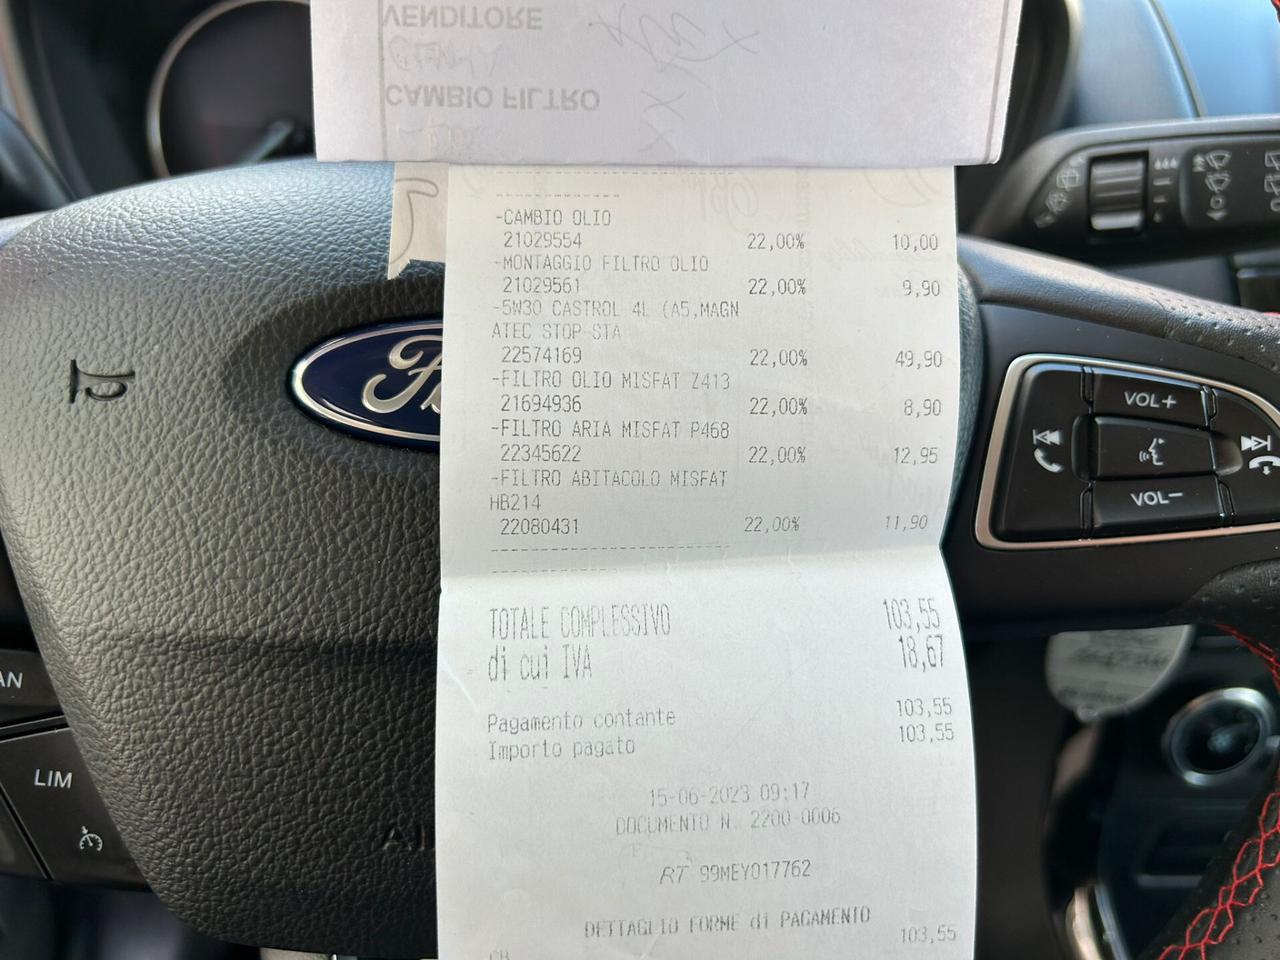 VENDITORE
CAMBIO FILTRO
-CAMBIO OLIO
21029554 22,00% 10,00
-MONTAGGIO FILTRO OLIO
21029561 22,00% 9,90
-5W30 CASTROL 4L (A5,MAGN
ATEC STOP-STA
22574169 22,00% 49,90
-FILTRO OLIO MISFAT Z413
21694936 22,00% 8,90
-FILTRO ARIA MISFAT P468
22345622 22,00% 12,95
-FILTRO ABITACOLO MISFAT
HB214
22080431 22,00% 11,90
TOTALE COMPLESSIVO 103,55
di cui IVA 18,67
Pagamento contante 103,55
Importo pagato 103,55
15-06-2023 09:17
DOCUMENTO N. 2200-0006
RT 99MEY017762
DETTAGLIO FORME di PAGAMENTO
103,55
VOL+
VOL−
LIM